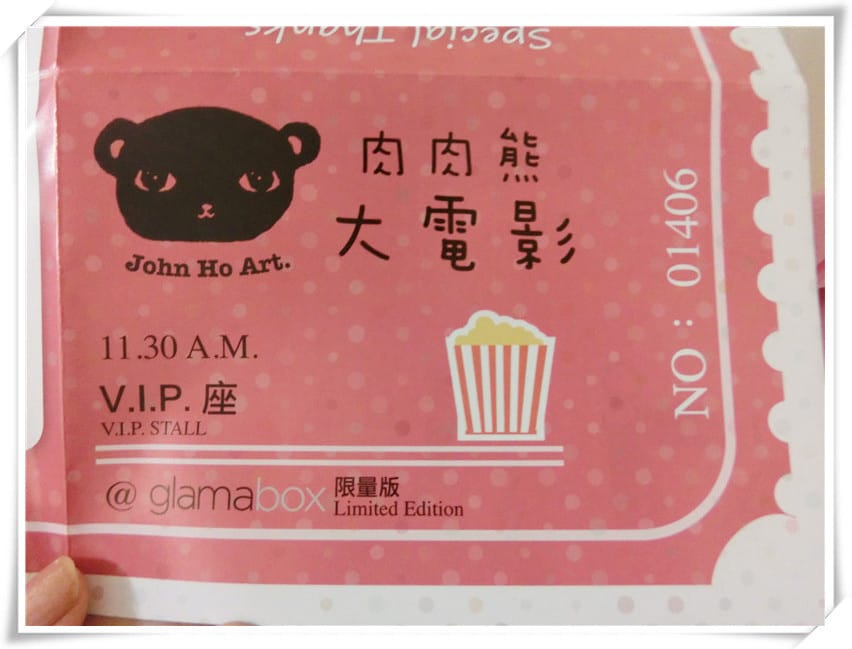 Special Thanks
肉肉熊
大電影
John Ho Art.
11.30 A.M.
V.I.P. 座
V.I.P. STALL
@ glamabox 限量版
Limited Edition
NO : 01406